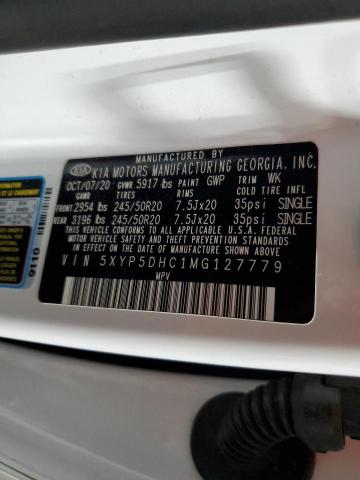 MANUFACTURED BY
KIA KIA MOTORS MANUFACTURING GEORGIA, INC.
OCT/07/20 GVWR 5917 lbs PAINT GWP TRIM WK
GAWR TIRES RIMS COLD TIRE INFL
FRONT 2954 lbs 245/50R20 7.5Jx20 35psi SINGLE
REAR 3196 lbs 245/50R20 7.5Jx20 35psi SINGLE
THIS VEHICLE CONFORMS TO ALL APPLICABLE U.S.A. FEDERAL
MOTOR VEHICLE SAFETY AND THEFT PREVENTION STANDARDS
IN EFFECT ON THE DATE OF MANUFACTURE SHOWN ABOVE.
VIN 5XYP5DHC1MG127779
MPV
9110